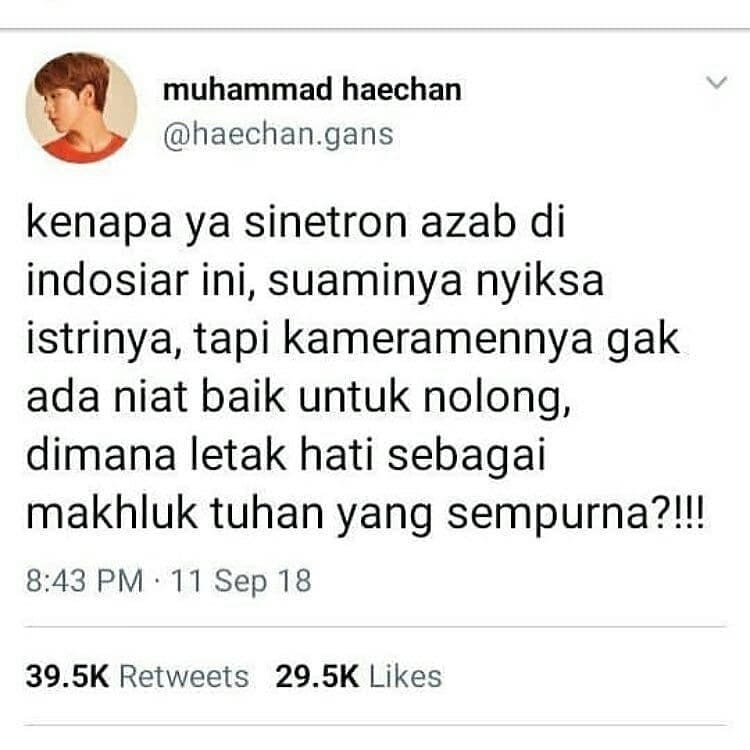 muhammad haechan
@haechan.gans
kenapa ya sinetron azab di
indosiar ini, suaminya nyiksa
istrinya, tapi kameramennya gak
ada niat baik untuk nolong,
dimana letak hati sebagai
makhluk tuhan yang sempurna?!!!
8:43 PM · 11 Sep 18
39.5K Retweets 29.5K Likes